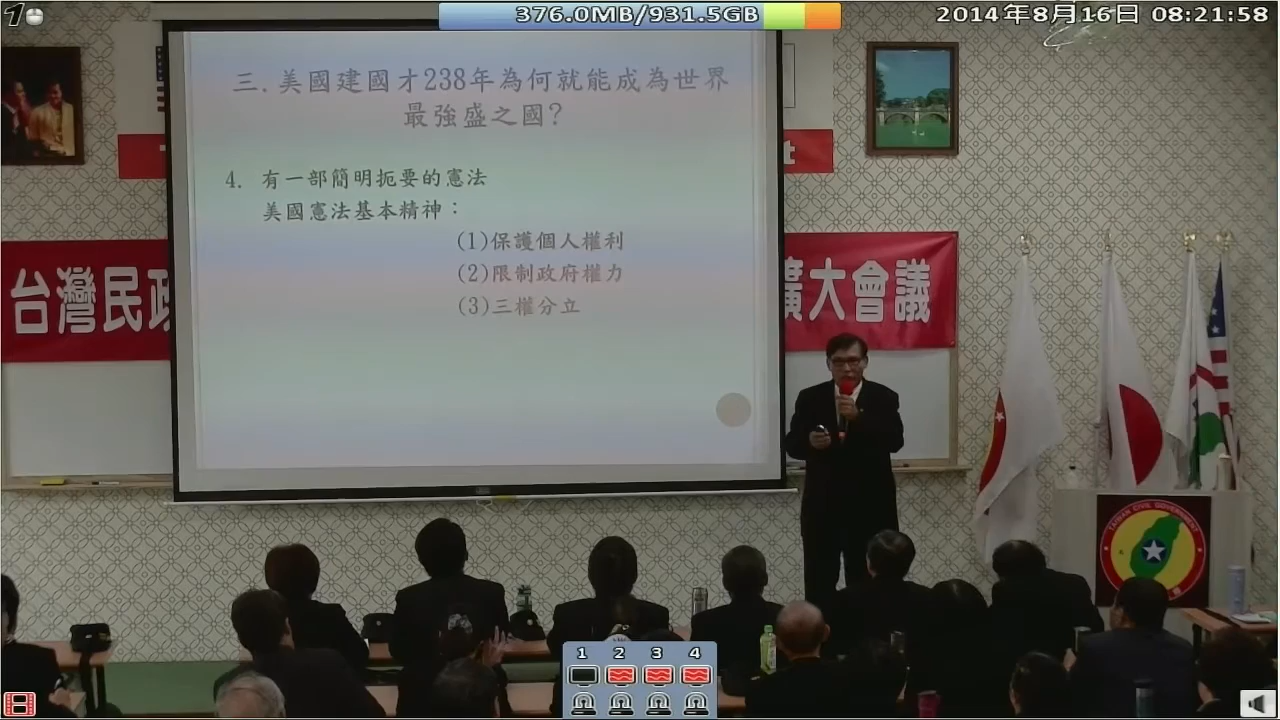 1
376.0MB/931.5GB
2014年8月16日 08:21:58
三.美國建國才238年為何就能成為世界
最強盛之國?
4. 有一部簡明扼要的憲法
美國憲法基本精神：
(1)保護個人權利
(2)限制政府權力
(3)三權分立
t
台灣民政
擴大會議
TAIWAN CIVIL GOVERNMENT
1 2 3 4